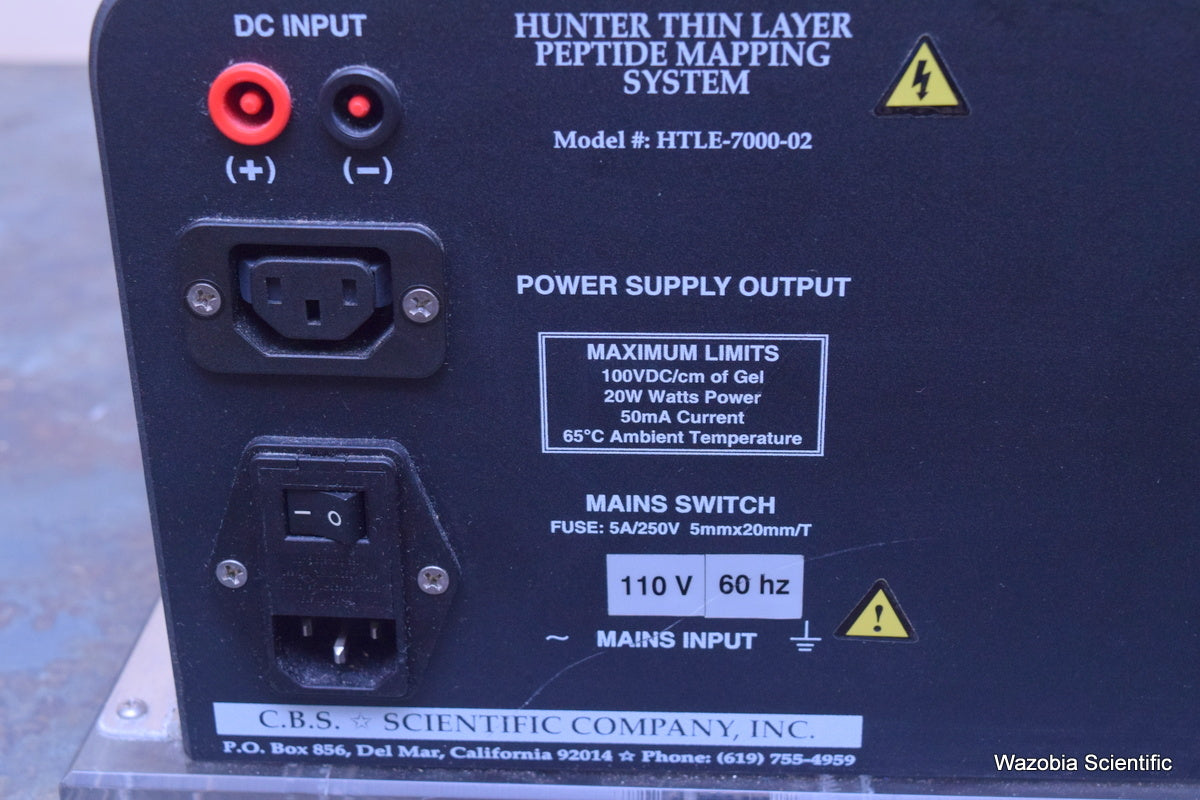 DC INPUT
(+) (−)
HUNTER THIN LAYER
PEPTIDE MAPPING
SYSTEM
Model #: HTLE-7000-02
POWER SUPPLY OUTPUT
MAXIMUM LIMITS
100VDC/cm of Gel
20W Watts Power
50mA Current
65°C Ambient Temperature
MAINS SWITCH
FUSE: 5A/250V 5mmx20mm/T
– O
110 V 60 hz
~ MAINS INPUT ⏚
C.B.S. ☆ SCIENTIFIC COMPANY, INC.
P.O. Box 856, Del Mar, California 92014 ☆ Phone: (619) 755-4959
Wazobia Scientific